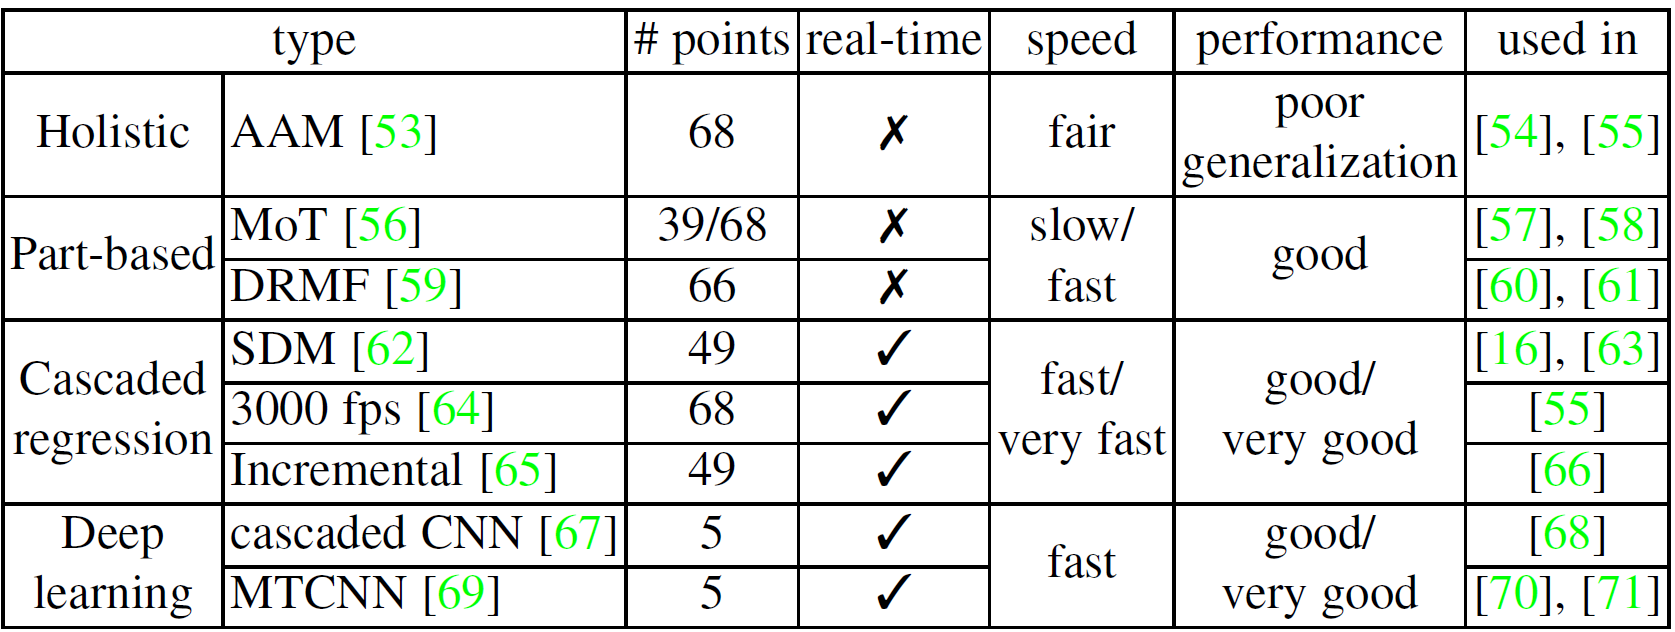 type # points real-time speed performance used in
Holistic AAM [53] 68 ✗ fair poor generalization [54], [55]
Part-based MoT [56] 39/68 ✗ slow/ fast good [57], [58]
DRMF [59] 66 ✗ [60], [61]
Cascaded regression SDM [62] 49 ✓ fast/ very fast good/ very good [16], [63]
3000 fps [64] 68 ✓ [55]
Incremental [65] 49 ✓ [66]
Deep learning cascaded CNN [67] 5 ✓ fast good/ very good [68]
MTCNN [69] 5 ✓ [70], [71]